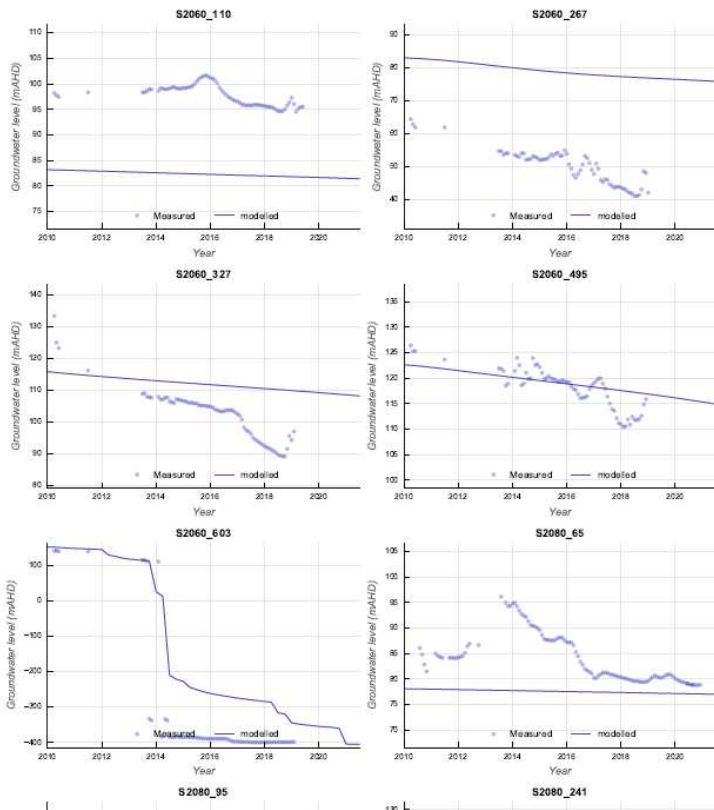 S2060_110
Groundwater level (mAHD)
110
105
100
95
90
85
80
75
Measured modelled
2010 2012 2014 2016 2018 2020
Year
S2060_267
Groundwater level (mAHD)
90
80
70
60
50
40
Measured modelled
2010 2012 2014 2016 2018 2020
Year
S2060_327
Groundwater level (mAHD)
140
130
120
110
100
90
80
Measured modelled
2010 2012 2014 2016 2018 2020
Year
S2060_495
Groundwater level (mAHD)
135
130
125
120
115
110
105
Measured modelled
2010 2012 2014 2016 2018 2020
Year
S2060_603
Groundwater level (mAHD)
100
0
−100
−200
−300
−400
Measured modelled
2010 2012 2014 2016 2018 2020
Year
S2080_65
Groundwater level (mAHD)
105
100
95
90
85
80
75
70
Measured modelled
2010 2012 2014 2016 2018 2020
Year
S2080_95
S2080_241